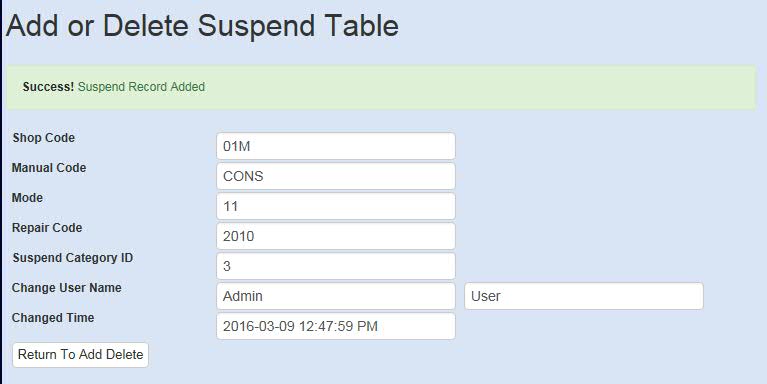 Add or Delete Suspend Table
Success! Suspend Record Added
Shop Code 01M
Manual Code CONS
Mode 11
Repair Code 2010
Suspend Category ID 3
Change User Name Admin User
Changed Time 2016-03-09 12:47:59 PM
Return To Add Delete